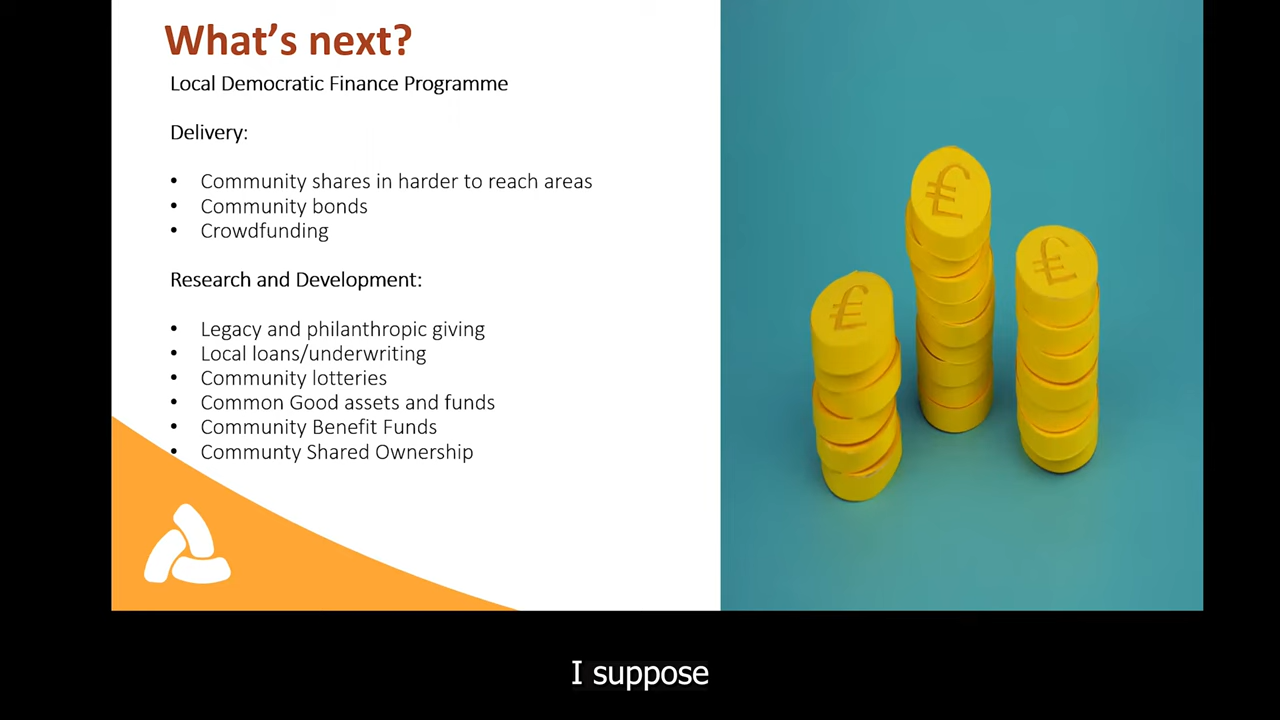 What's next?
Local Democratic Finance Programme
Delivery:
• Community shares in harder to reach areas
• Community bonds
• Crowdfunding
Research and Development:
• Legacy and philanthropic giving
• Local loans/underwriting
• Community lotteries
• Common Good assets and funds
• Community Benefit Funds
• Communty Shared Ownership
£
£
£
I suppose